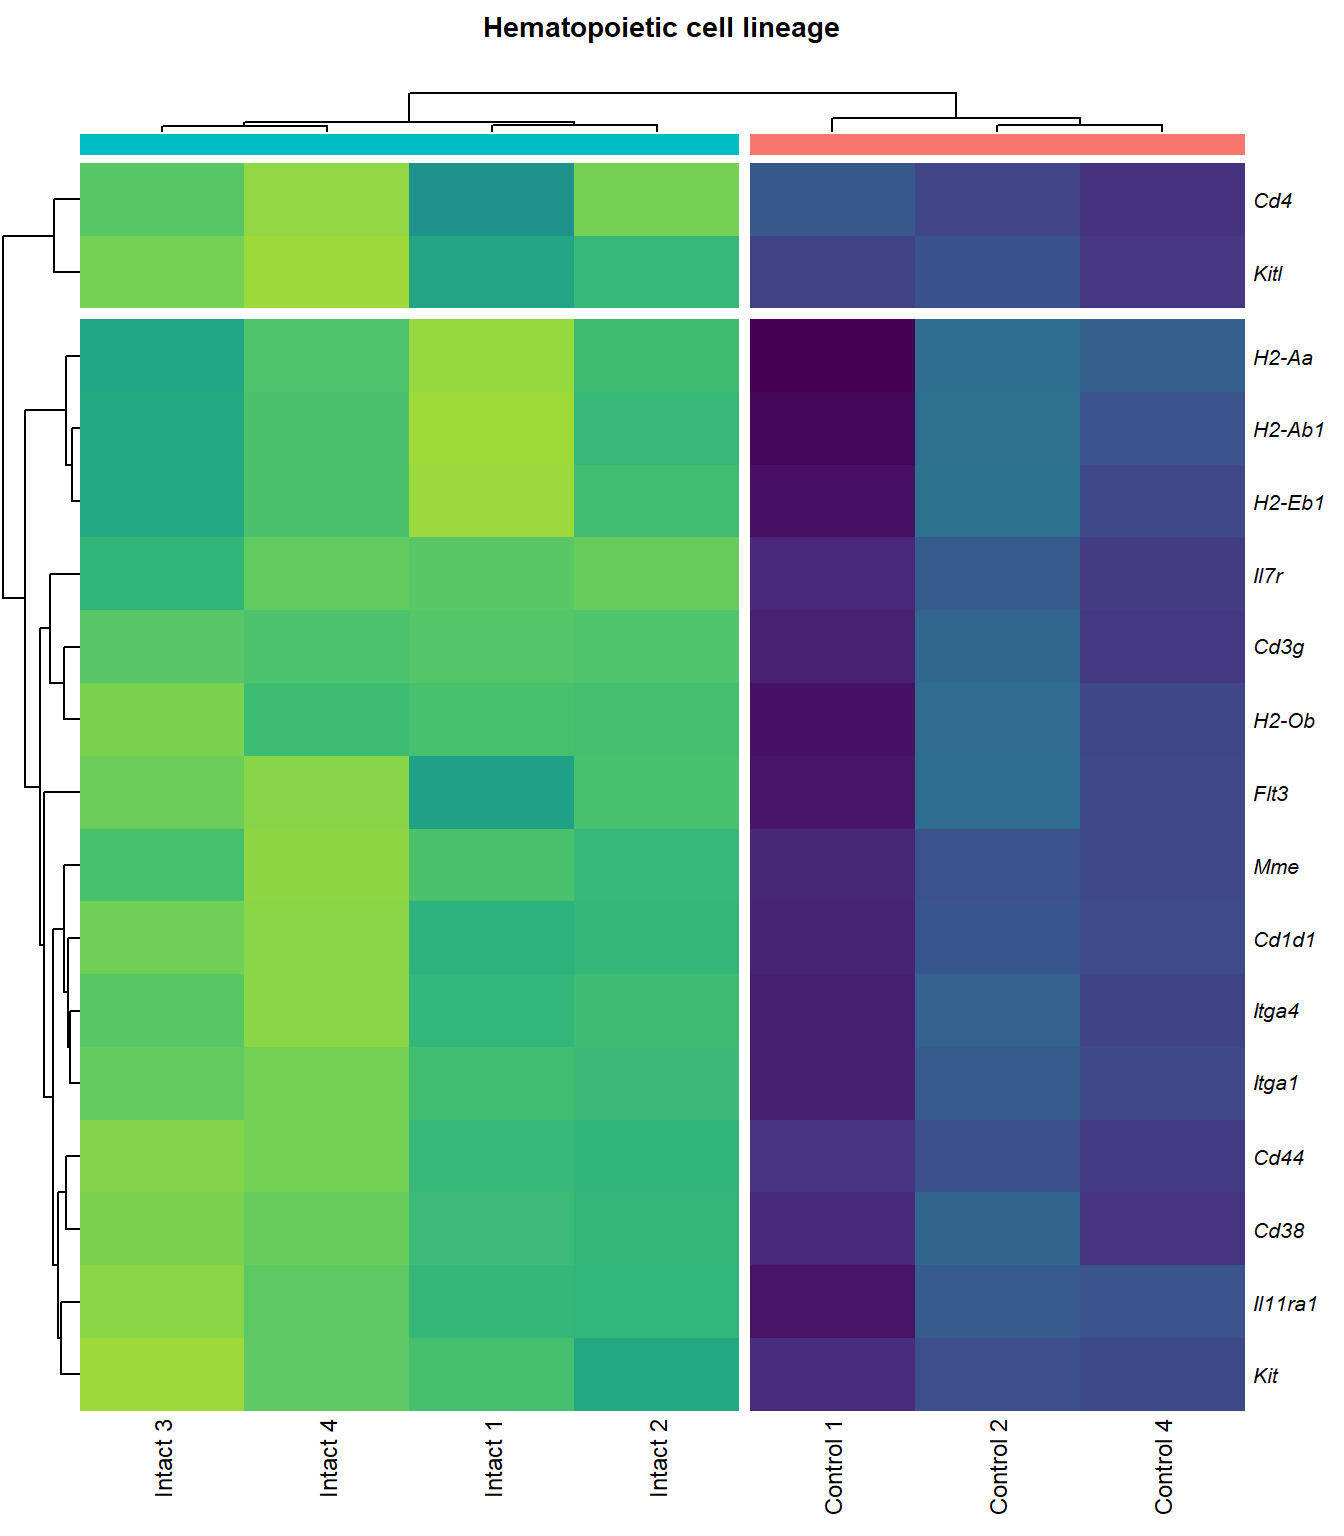 Hematopoietic cell lineage
Cd4
Kitl
H2-Aa
H2-Ab1
H2-Eb1
Il7r
Cd3g
H2-Ob
Flt3
Mme
Cd1d1
Itga4
Itga1
Cd44
Cd38
Il11ra1
Kit
Intact 3
Intact 4
Intact 1
Intact 2
Control 1
Control 2
Control 4